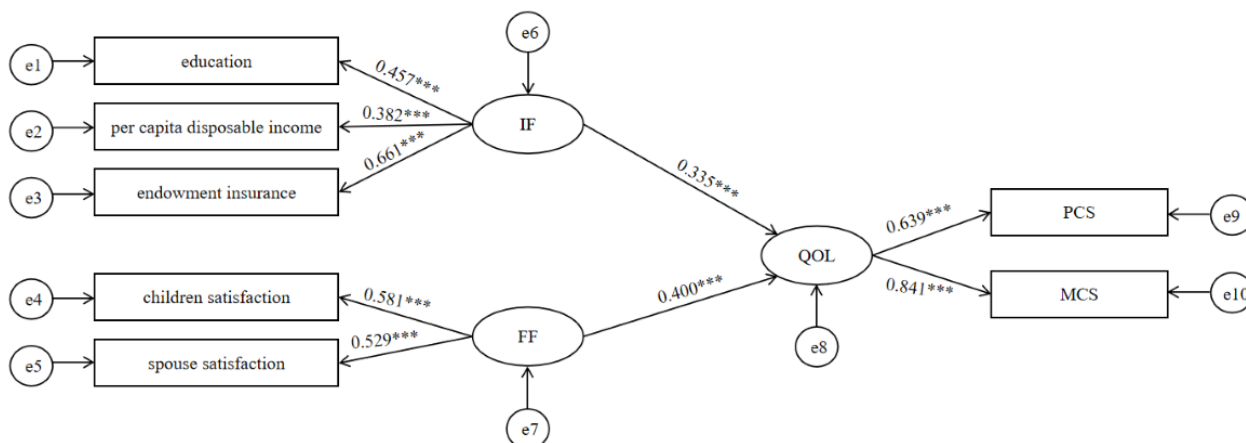 e6
e1
education
0.457***
e2
per capita disposable income
0.382***
IF
0.661***
e3
endowment insurance
0.335***
PCS
e9
0.639***
QOL
e4
children satisfaction
0.581***
0.400***
0.841***
MCS
e10
FF
0.529***
e5
spouse satisfaction
e8
e7